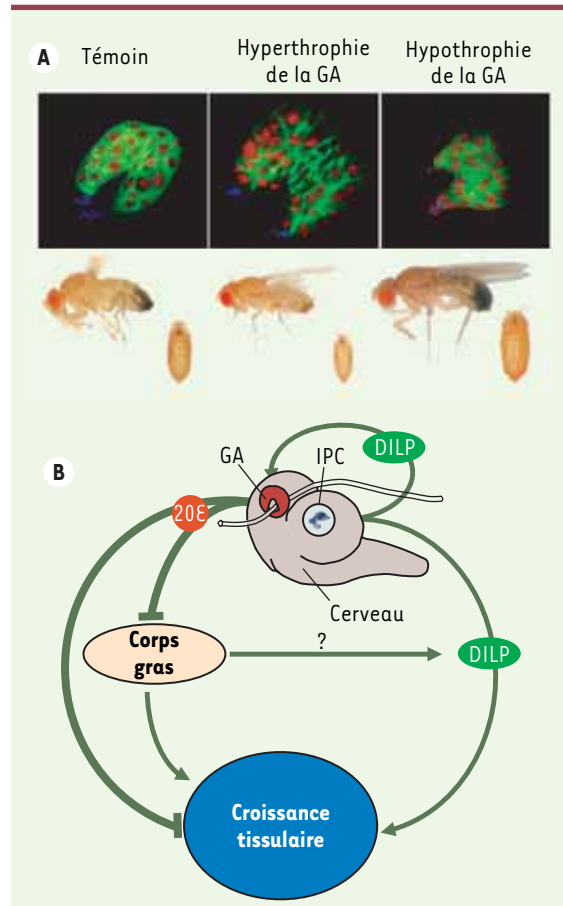 A
Témoin
Hyperthrophie
de la GA
Hypothrophie
de la GA
B
GA
IPC
DILP
20E
Cerveau
?
Corps
gras
DILP
Croissance
tissulaire